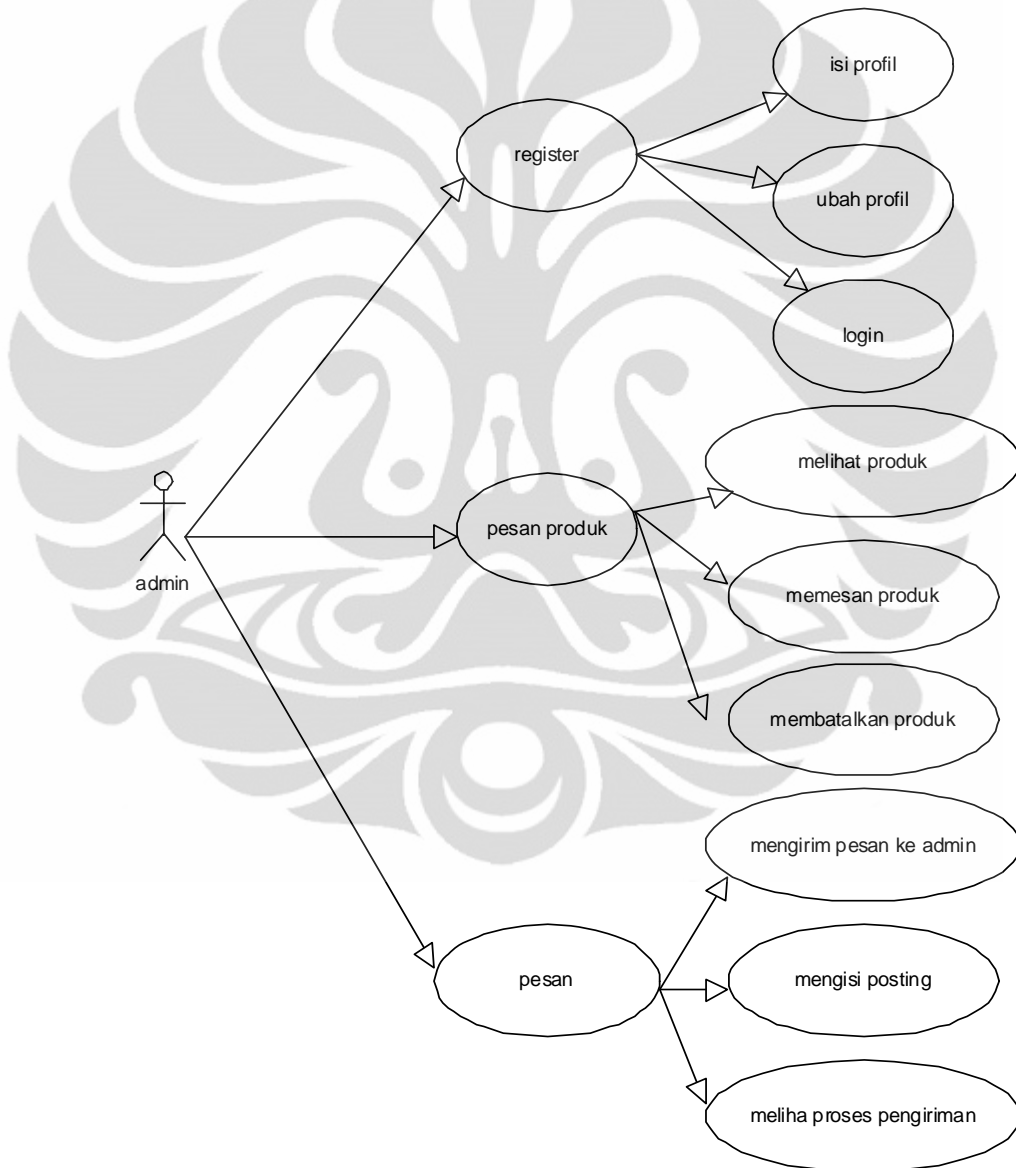 isi profil
register
ubah profil
login
melihat produk
pesan produk
admin
memesan produk
membatalkan produk
mengirim pesan ke admin
pesan
mengisi posting
meliha proses pengiriman